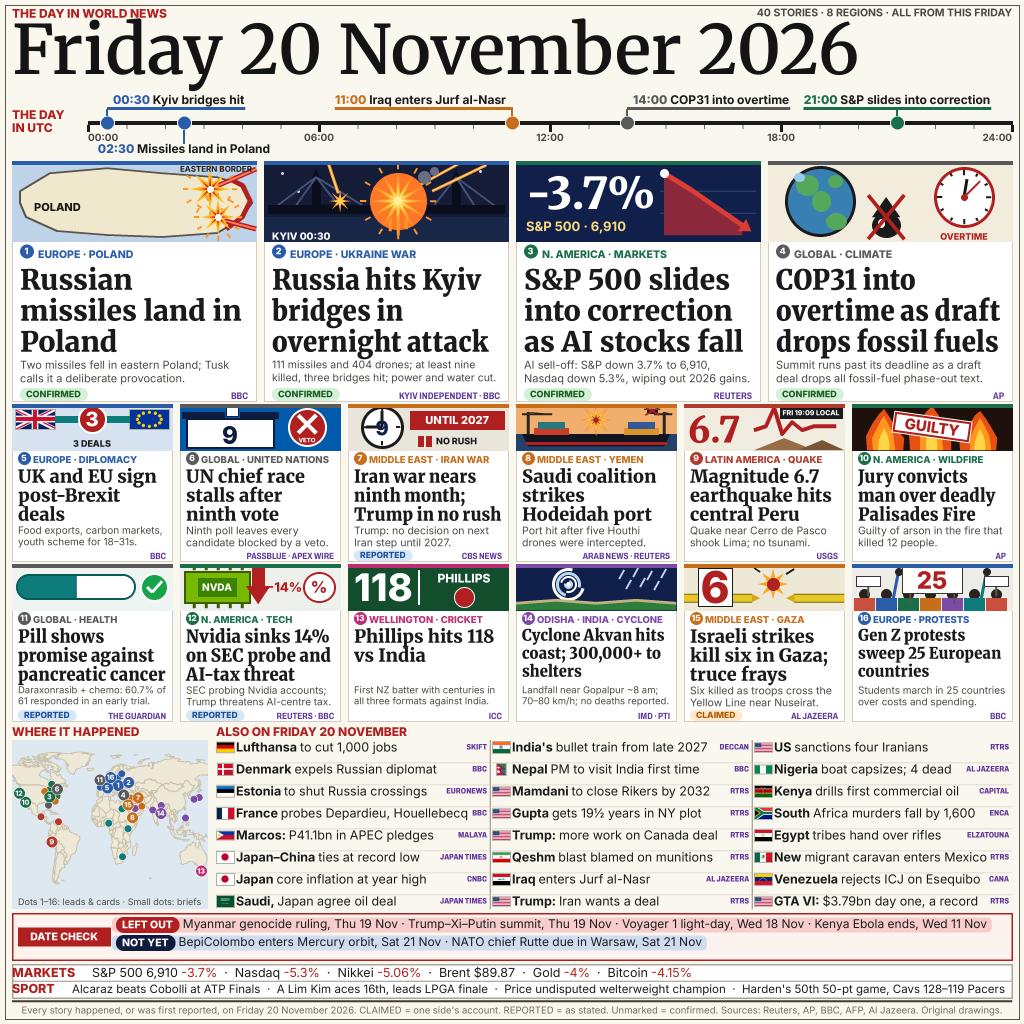 THE DAY IN WORLD NEWS
40 STORIES · 8 REGIONS · ALL FROM THIS FRIDAY
Friday 20 November 2026
THE DAY
IN UTC
00:30 Kyiv bridges hit
11:00 Iraq enters Jurf al-Nasr
14:00 COP31 into overtime
21:00 S&P slides into correction
00:00
06:00
12:00
18:00
24:00
02:30 Missiles land in Poland
EASTERN BORDER
POLAND
1 EUROPE · POLAND
Russian
missiles land in
Poland
Two missiles fell in eastern Poland; Tusk
calls it a deliberate provocation.
CONFIRMED
BBC
KYIV 00:30
2 EUROPE · UKRAINE WAR
Russia hits Kyiv
bridges in
overnight attack
111 missiles and 404 drones; at least nine
killed, three bridges hit; power and water cut.
CONFIRMED
KYIV INDEPENDENT · BBC
-3.7%
S&P 500 · 6,910
3 N. AMERICA · MARKETS
S&P 500 slides
into correction
as AI stocks fall
AI sell-off: S&P down 3.7% to 6,910,
Nasdaq down 5.3%, wiping out 2026 gains.
CONFIRMED
REUTERS
OVERTIME
4 GLOBAL · CLIMATE
COP31 into
overtime as draft
drops fossil fuels
Summit runs past its deadline as a draft
deal drops all fossil-fuel phase-out text.
CONFIRMED
AP
3
3 DEALS
5 EUROPE · DIPLOMACY
UK and EU sign
post-Brexit
deals
Food exports, carbon markets,
youth scheme for 18–31s.
BBC
9
VETO
6 GLOBAL · UNITED NATIONS
UN chief race
stalls after
ninth vote
Ninth poll leaves every
candidate blocked by a veto.
PASSBLUE · APEX WIRE
9
UNTIL 2027
NO RUSH
7 MIDDLE EAST · IRAN WAR
Iran war nears
ninth month;
Trump in no rush
Trump: no decision on next
Iran step until 2027.
REPORTED
CBS NEWS
8 MIDDLE EAST · YEMEN
Saudi coalition
strikes
Hodeidah port
Port hit after five Houthi
drones were intercepted.
ARAB NEWS · REUTERS
6.7
FRI 19:09 LOCAL
9 LATIN AMERICA · QUAKE
Magnitude 6.7
earthquake hits
central Peru
Quake near Cerro de Pasco
shook Lima; no tsunami.
USGS
GUILTY
10 N. AMERICA · WILDFIRE
Jury convicts
man over deadly
Palisades Fire
Guilty of arson in the fire that
killed 12 people.
AP
11 GLOBAL · HEALTH
Pill shows
promise against
pancreatic cancer
Daraxonrasib + chemo: 60.7% of
61 responded in an early trial.
REPORTED
THE GUARDIAN
NVDA
-14%
%
12 N. AMERICA · TECH
Nvidia sinks 14%
on SEC probe and
AI-tax threat
SEC probing Nvidia accounts;
Trump threatens AI-centre tax.
REPORTED
REUTERS · BBC
118
PHILLIPS
13 WELLINGTON · CRICKET
Phillips hits 118
vs India
First NZ batter with centuries in
all three formats against India.
ICC
14 ODISHA · INDIA · CYCLONE
Cyclone Akvan hits
coast; 300,000+ to
shelters
Landfall near Gopalpur ~8 am;
70–80 km/h; no deaths reported.
IMD · PTI
6
15 MIDDLE EAST · GAZA
Israeli strikes
kill six in Gaza;
truce frays
Six killed as troops cross the
Yellow Line near Nuseirat.
CLAIMED
AL JAZEERA
25
16 EUROPE · PROTESTS
Gen Z protests
sweep 25 European
countries
Students march in 25 countries
over costs and spending.
BBC
WHERE IT HAPPENED
11 16 2 5 1 12 3 6 10 4 7 15 8 14 9 13
Dots 1–16: leads & cards · Small dots: briefs
ALSO ON FRIDAY 20 NOVEMBER
Lufthansa to cut 1,000 jobs SKIFT
Denmark expels Russian diplomat BBC
Estonia to shut Russia crossings EURONEWS
France probes Depardieu, Houellebecq BBC
Marcos: P41.1bn in APEC pledges MALAYA
Japan–China ties at record low JAPAN TIMES
Japan core inflation at year high CNBC
Saudi, Japan agree oil deal JAPAN TIMES
India's bullet train from late 2027 DECCAN
Nepal PM to visit India first time BBC
Mamdani to close Rikers by 2032 RTRS
Gupta gets 19½ years in NY plot RTRS
Trump: more work on Canada deal RTRS
Qeshm blast blamed on munitions RTRS
Iraq enters Jurf al-Nasr AL JAZEERA
Trump: Iran wants a deal RTRS
US sanctions four Iranians RTRS
Nigeria boat capsizes; 4 dead AL JAZEERA
Kenya drills first commercial oil CAPITAL
South Africa murders fall by 1,600 ENCA
Egypt tribes hand over rifles ELZATOUNA
New migrant caravan enters Mexico RTRS
Venezuela rejects ICJ on Esequibo CANA
GTA VI: $3.79bn day one, a record RTRS
DATE CHECK
LEFT OUT Myanmar genocide ruling, Thu 19 Nov · Trump–Xi–Putin summit, Thu 19 Nov · Voyager 1 light-day, Wed 18 Nov · Kenya Ebola ends, Wed 11 Nov
NOT YET BepiColombo enters Mercury orbit, Sat 21 Nov · NATO chief Rutte due in Warsaw, Sat 21 Nov
MARKETS S&P 500 6,910 -3.7% · Nasdaq -5.3% · Nikkei -5.06% · Brent $89.87 · Gold -4% · Bitcoin -4.15%
SPORT Alcaraz beats Cobolli at ATP Finals · A Lim Kim aces 16th, leads LPGA finale · Price undisputed welterweight champion · Harden's 50th 50-pt game, Cavs 128–119 Pacers
Every story happened, or was first reported, on Friday 20 November 2026. CLAIMED = one side's account. REPORTED = as stated. Unmarked = confirmed. Sources: Reuters, AP, BBC, AFP, Al Jazeera. Original drawings.